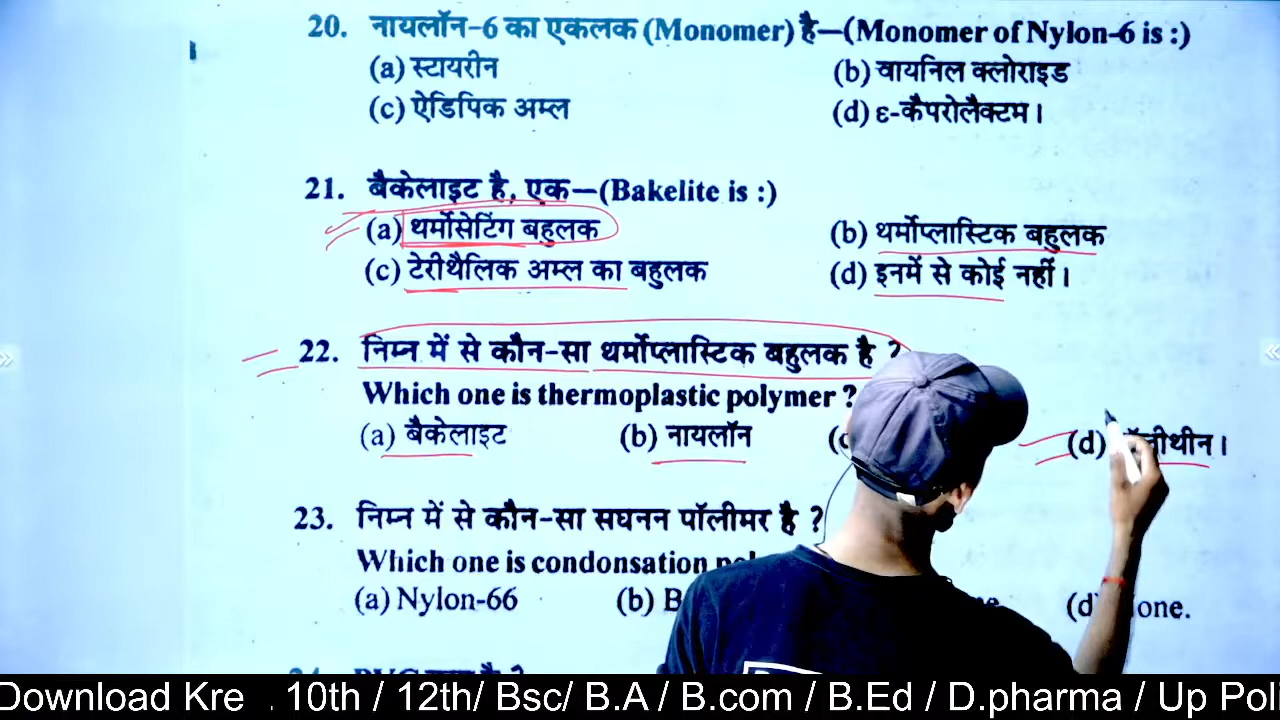 20. नायलॉन-6 का एकलक (Monomer) है—(Monomer of Nylon-6 is :)
(a) स्टायरीन (b) वायनिल क्लोराइड
(c) ऐडिपिक अम्ल (d) ε-कैपरोलैक्टम।
21. बैकेलाइट है, एक—(Bakelite is :)
(a) थर्मोसेटिंग बहुलक (b) थर्मोप्लास्टिक बहुलक
(c) टेरीथैलिक अम्ल का बहुलक (d) इनमें से कोई नहीं।
22. निम्न में से कौन-सा थर्मोप्लास्टिक बहुलक है ?
Which one is thermoplastic polymer ?
(a) बैकेलाइट (b) नायलॉन (d)
23. निम्न में से कौन-सा सघनन पॉलीमर है ?
Which one is condonsation
(a) Nylon-66 (b)
Download Kre . 10th / 12th/ Bsc/ B.A / B.com / B.Ed / D.pharma / Up Poli